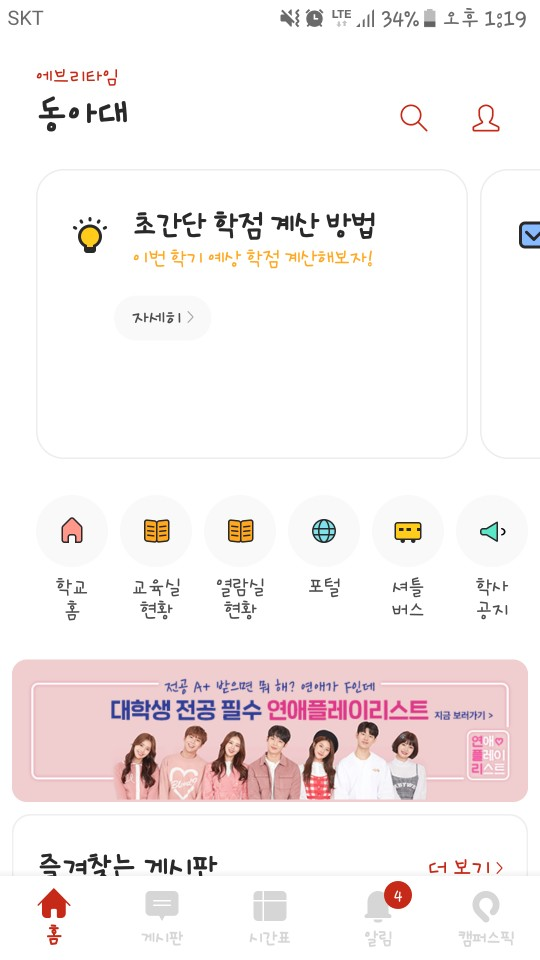 SKT LTE 34% 오후 1:19
에브리타임
동아대
초간단 학점 계산 방법
이번 학기 예상 학점 계산해보자!
자세히 >
학교 홈
교육실 현황
열람실 현황
포털
셔틀 버스
학사 공지
전공 A+ 받으면 뭐 해? 연애가 F인데
대학생 전공 필수 연애플레이리스트 지금 보러가기 >
연애
플레이
리스트
즐겨찾는 게시판 더 보기 >
4
홈 게시판 시간표 알림 캠퍼스픽